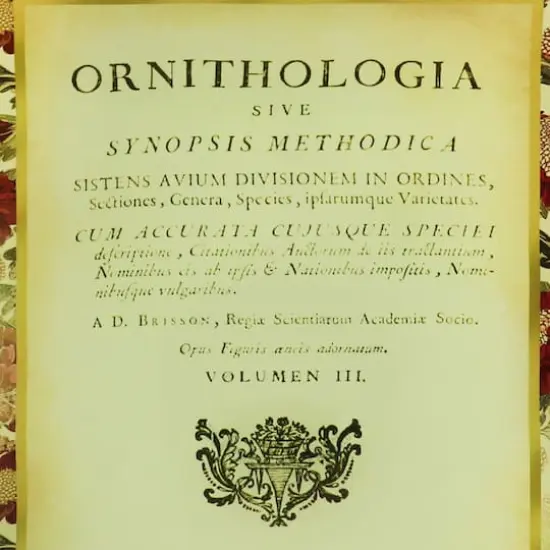 ORNITHOLOGIA
SIVE
SYNOPSIS METHODICA
SISTENS AVIUM DIVISIONEM IN ORDINES,
Sectiones, Genera, Species, ipsarumque Varietates.
CUM ACCURATA CUJUSQUE SPECIEI
descriptione, Citationibus Auctorum de iis tractantium,
Nominibus eis ab ipsis & Nationibus impositis, Nomi-
nibusque vulgaribus.
A D. BRISSON, Regiæ Scientiarum Academiæ Socio.
Opus Figuris æneis adornatum.
VOLUMEN III.